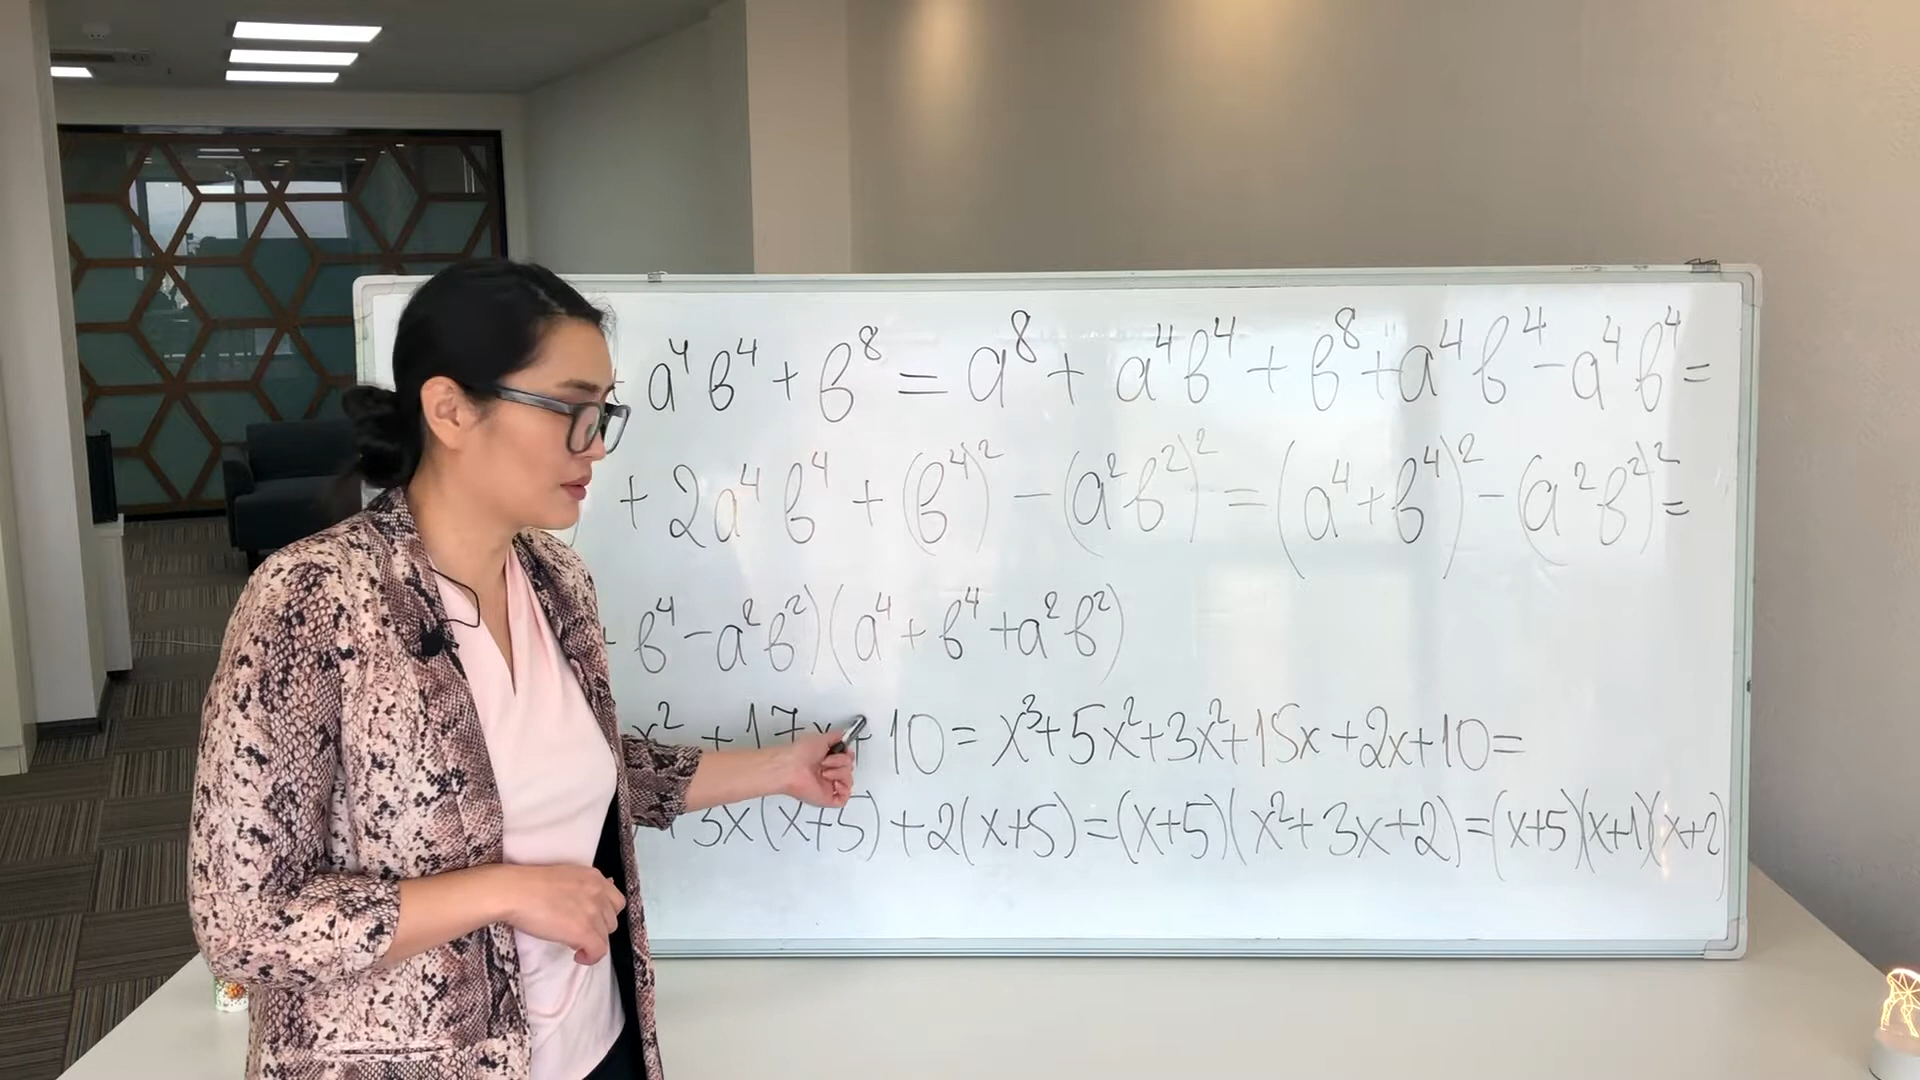 a⁴b⁴ + b⁸ = a⁸ + a⁴b⁴ + b⁸ + a⁴b⁴ - a⁴b⁴ =
+ 2a⁴b⁴ + (b⁴)² - (a²b²)² = (a⁴ + b⁴)² - (a²b²)² =
b⁴ - a²b²)(a⁴ + b⁴ + a²b²)
x² + 17x + 10 = x³ + 5x² + 3x² + 15x + 2x + 10 =
+ 3x(x+5) + 2(x+5) = (x+5)(x² + 3x + 2) = (x+5)(x+1)(x+2)